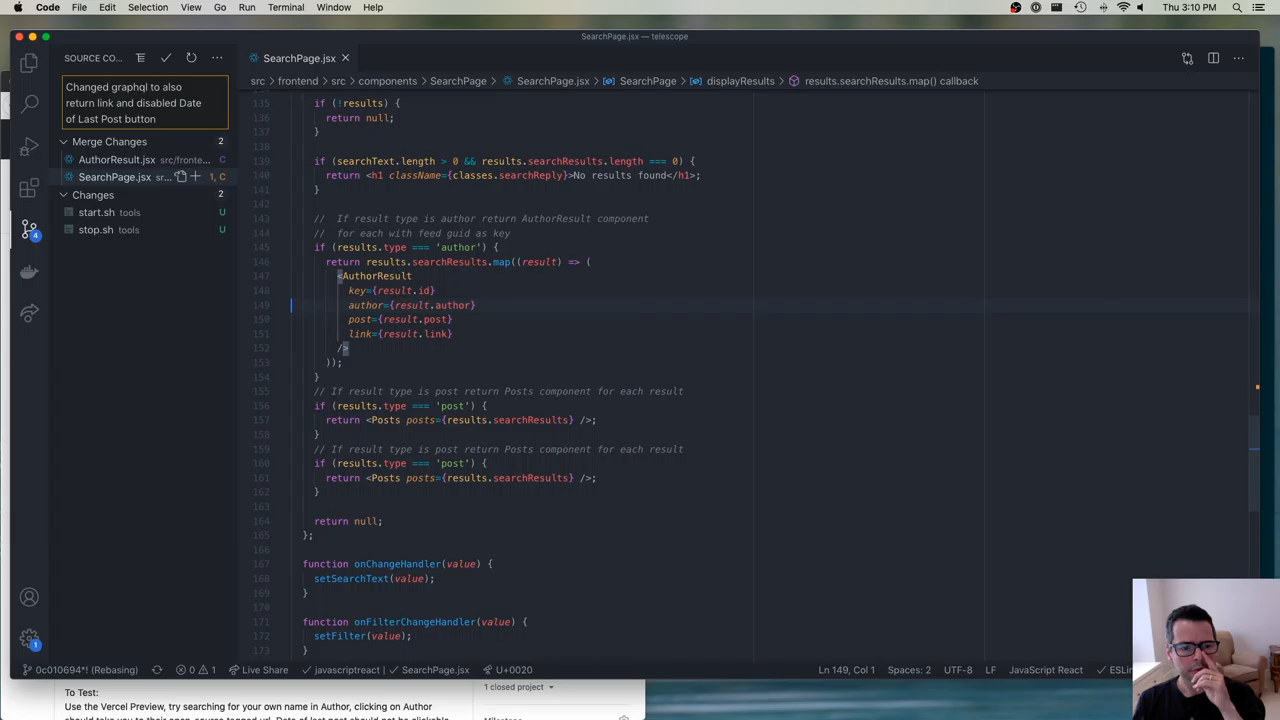 Code File Edit Selection View Go Run Terminal Window Help Thu 3:10 PM
SearchPage.jsx — telescope
SOURCE CO... SearchPage.jsx
src > frontend > src > components > SearchPage > SearchPage.jsx > SearchPage > displayResults > results.searchResults.map() callback
Changed graphql to also
return link and disabled Date
of Last Post button
Merge Changes 2
AuthorResult.jsx src/fronte... C
SearchPage.jsx sr... 1, C
Changes 2
start.sh tools U
stop.sh tools U
4
1
135 if (!results) {
136 return null;
137 }
138
139 if (searchText.length > 0 && results.searchResults.length === 0) {
140 return <h1 className={classes.searchReply}>No results found</h1>;
141 }
142
143 // If result type is author return AuthorResult component
144 // for each with feed guid as key
145 if (results.type === 'author') {
146 return results.searchResults.map((result) => (
147 <AuthorResult
148 key={result.id}
149 author={result.author}
150 post={result.post}
151 link={result.link}
152 />
153 ));
154 }
155 // If result type is post return Posts component for each result
156 if (results.type === 'post') {
157 return <Posts posts={results.searchResults} />;
158 }
159 // If result type is post return Posts component for each result
160 if (results.type === 'post') {
161 return <Posts posts={results.searchResults} />;
162 }
163
164 return null;
165 };
166
167 function onChangeHandler(value) {
168 setSearchText(value);
169 }
170
171 function onFilterChangeHandler(value) {
172 setFilter(value);
173 }
0c010694*! (Rebasing) 0 1 Live Share javascriptreact SearchPage.jsx U+0020 Ln 149, Col 1 Spaces: 2 UTF-8 LF JavaScript React ESLin
To Test: 1 closed project
Use the Vercel Preview, try searching for your own name in Author, clicking on Author